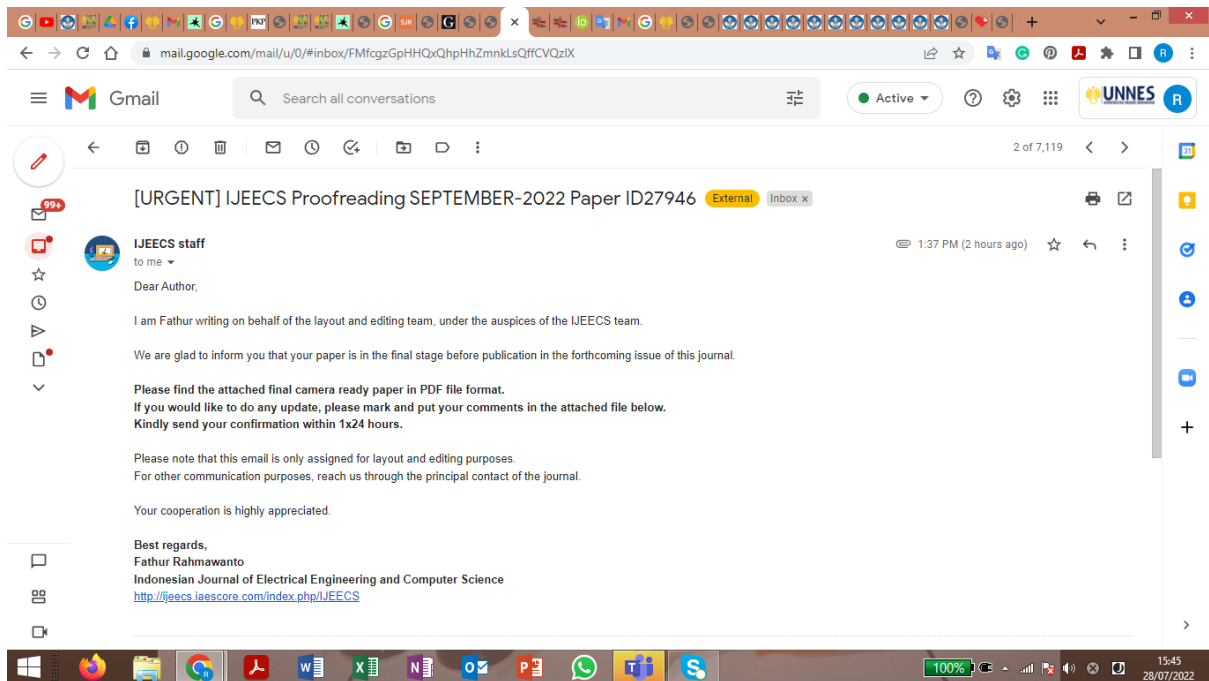 PKP
SJR
mail.google.com/mail/u/0/#inbox/FMfcgzGpHHQxQhpHhZmnkLsQffCVQzlX
R
Gmail
Search all conversations
Active
UNNES
R
2 of 7,119
31
[URGENT] IJEECS Proofreading SEPTEMBER-2022 Paper ID27946 External Inbox x
99+
IJEECS staff
1:37 PM (2 hours ago)
to me
Dear Author,
I am Fathur writing on behalf of the layout and editing team, under the auspices of the IJEECS team.
We are glad to inform you that your paper is in the final stage before publication in the forthcoming issue of this journal.
Please find the attached final camera ready paper in PDF file format.
If you would like to do any update, please mark and put your comments in the attached file below.
Kindly send your confirmation within 1x24 hours.
Please note that this email is only assigned for layout and editing purposes.
For other communication purposes, reach us through the principal contact of the journal.
Your cooperation is highly appreciated.
Best regards,
Fathur Rahmawanto
Indonesian Journal of Electrical Engineering and Computer Science
http://ijeecs.iaescore.com/index.php/IJEECS
100%
15:45
28/07/2022